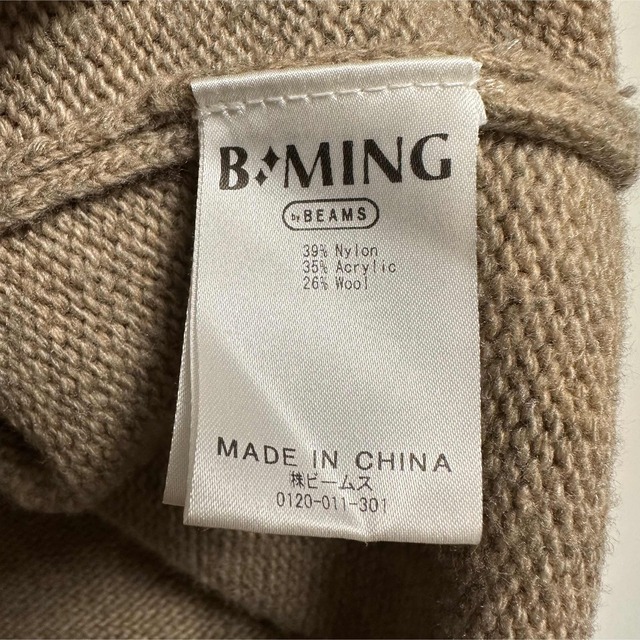 B MING
by BEAMS
39% Nylon
35% Acrylic
26% Wool
MADE IN CHINA
㈱ビームス
0120-011-301